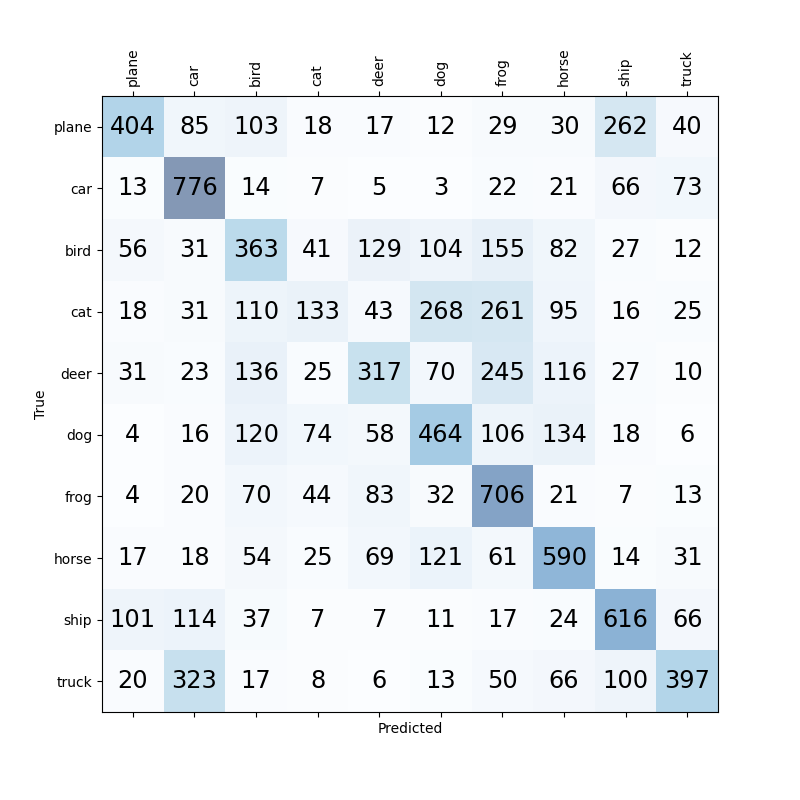 plane car bird cat deer dog frog horse ship truck
plane 404 85 103 18 17 12 29 30 262 40
car 13 776 14 7 5 3 22 21 66 73
bird 56 31 363 41 129 104 155 82 27 12
cat 18 31 110 133 43 268 261 95 16 25
deer 31 23 136 25 317 70 245 116 27 10
True
dog 4 16 120 74 58 464 106 134 18 6
frog 4 20 70 44 83 32 706 21 7 13
horse 17 18 54 25 69 121 61 590 14 31
ship 101 114 37 7 7 11 17 24 616 66
truck 20 323 17 8 6 13 50 66 100 397
Predicted